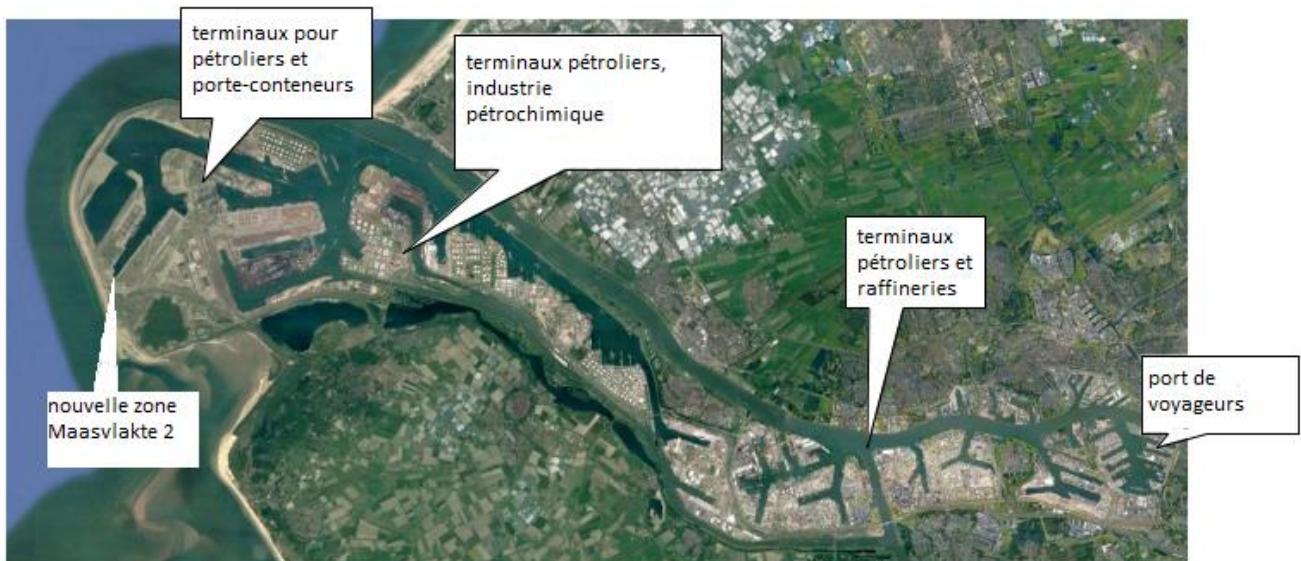 terminaux pour
pétroliers et
porte-conteneurs
terminaux pétroliers,
industrie
pétrochimique
terminaux
pétroliers et
raffineries
port de
voyageurs
nouvelle zone
Maasvlakte 2